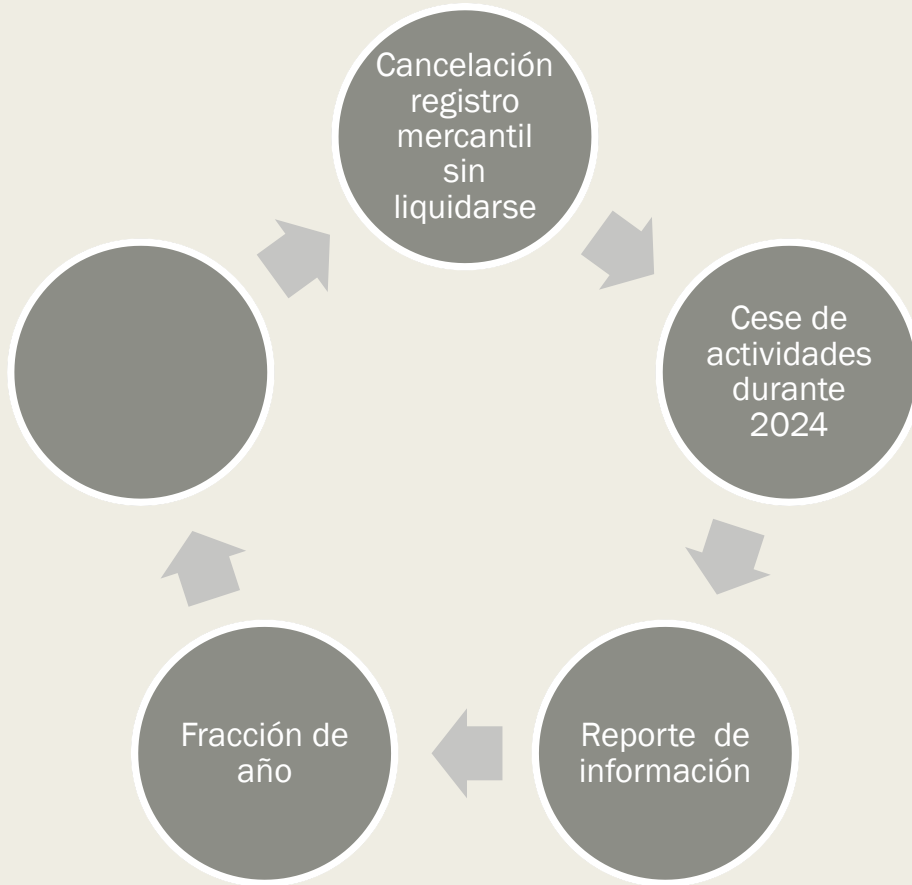 Cancelación
registro
mercantil
sin
liquidarse
Cese de
actividades
durante
2024
Reporte de
información
Fracción de
año